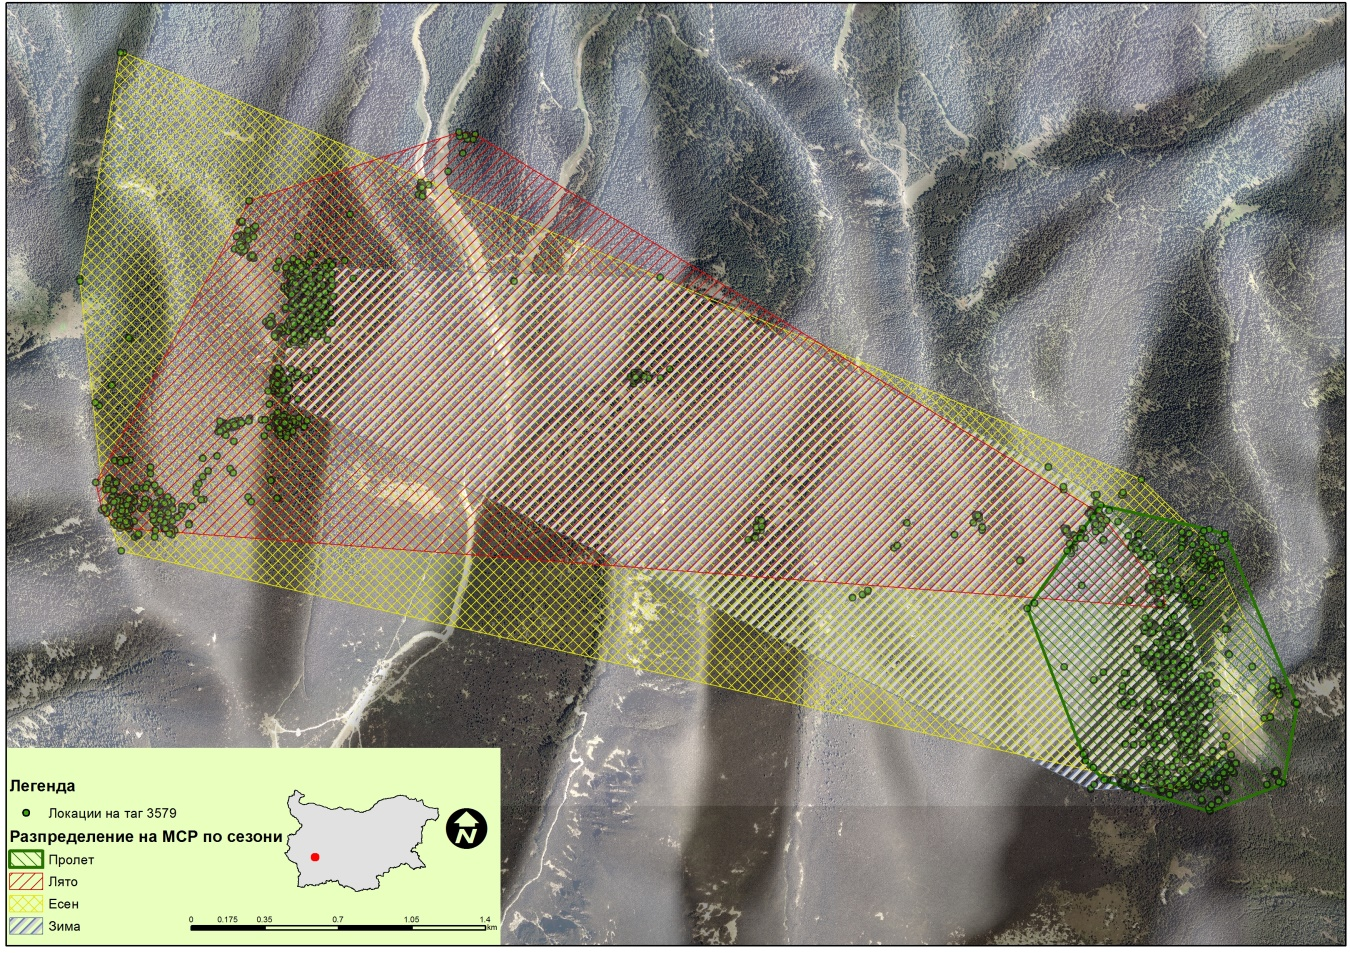 Легенда
Локации на таг 3579
Разпределение на МСР по сезони
Пролет
Лято
Есен
Зима
N
0 0.175 0.35 0.7 1.05 1.4
km